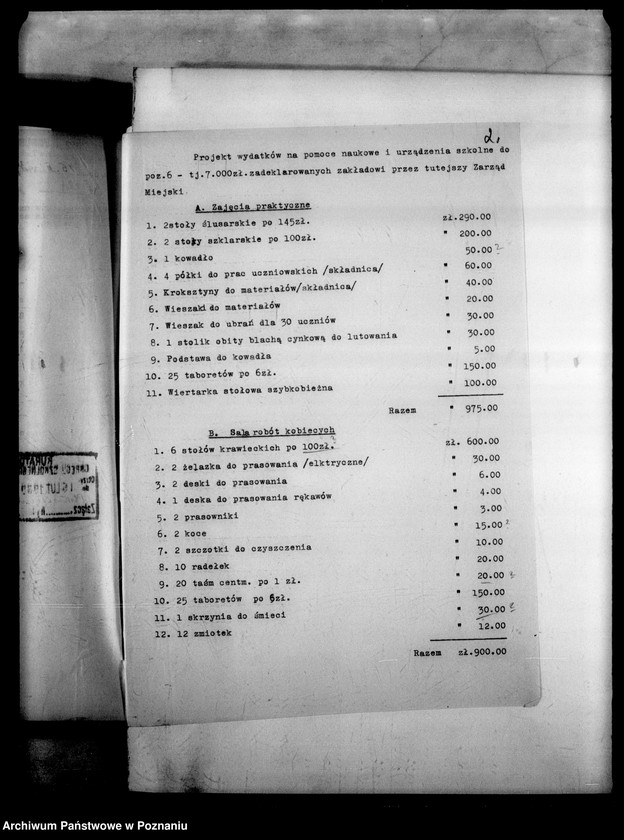 2.
Projekt wydatków na pomoce naukowe i urządzenia szkolne do
poz.6 - tj.7.000zł.zadeklarowanych zakładowi przez tutejszy Zarząd
Miejski
A. Zajęcia praktyczne
1. 2stoły ślusarskie po 145zł. zł.290.00
2. 2 stoły szklarskie po 100zł. " 200.00
3. 1 kowadło 50.00 ?
4. 4 półki do prac uczniowskich /składnica/ " 60.00
5. Króksztyny do materiałów/składnica/ " 40.00
6. Wieszaki do materiałów " 20.00
7. Wieszak do ubrań dla 30 uczniów " 30.00
8. 1 stolik obity blachą cynkową do lutowania " 30.00
9. Podstawa do kowadła " 5.00
10. 25 taboretów po 6zł. " 150.00
11. Wiertarka stołowa szybkobieżna " 100.00
Razem " 975.00
B. Sala robót kobiecych
1. 6 stołów krawieckich po 100zł. zł. 600.00
2. 2 żelazka do prasowania /elktryczne/ " 30.00
3. 2 deski do prasowania " 6.00
4. 1 deska do prasowania rękawów " 4.00
5. 2 prasowniki " 3.00
6. 2 koce " 15.00 ?
7. 2 szczotki do czyszczenia " 10.00
8. 10 radełek " 20.00
9. 20 taśm centm. po 1 zł. " 20.00
10. 25 taboretów po 6zł. " 150.00
11. 1 skrzynia do śmieci " 30.00
12. 12 zmiotek " 12.00
Razem zł.900.00
Archiwum Państwowe w Poznaniu